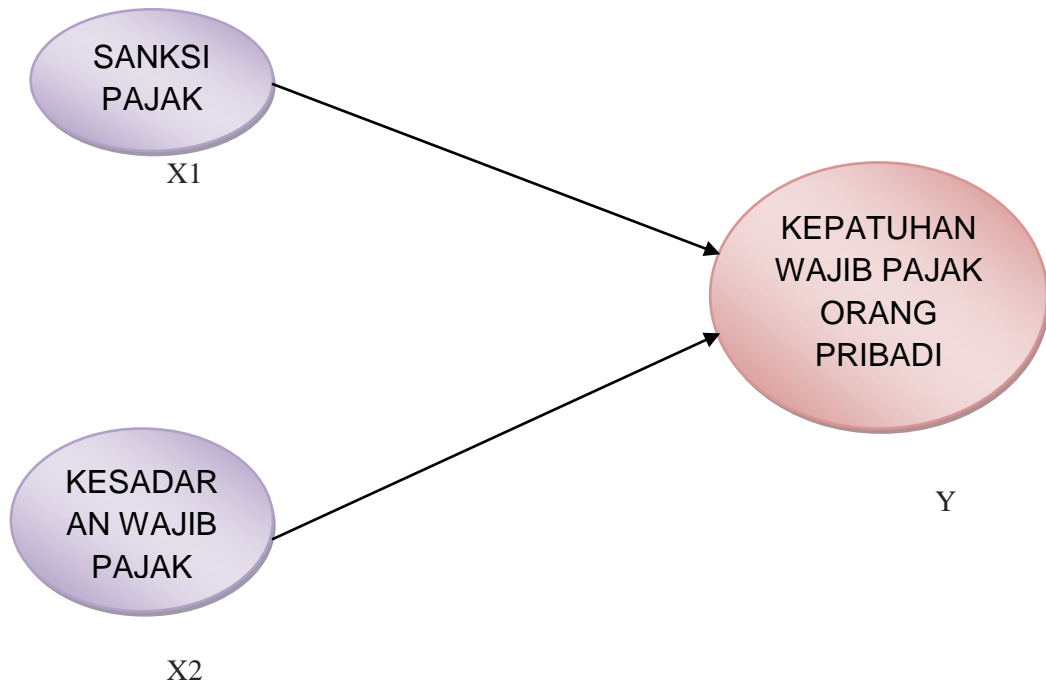 SANKSI
PAJAK
X1
KEPATUHAN
WAJIB PAJAK
ORANG
PRIBADI
Y
KESADAR
AN WAJIB
PAJAK
X2